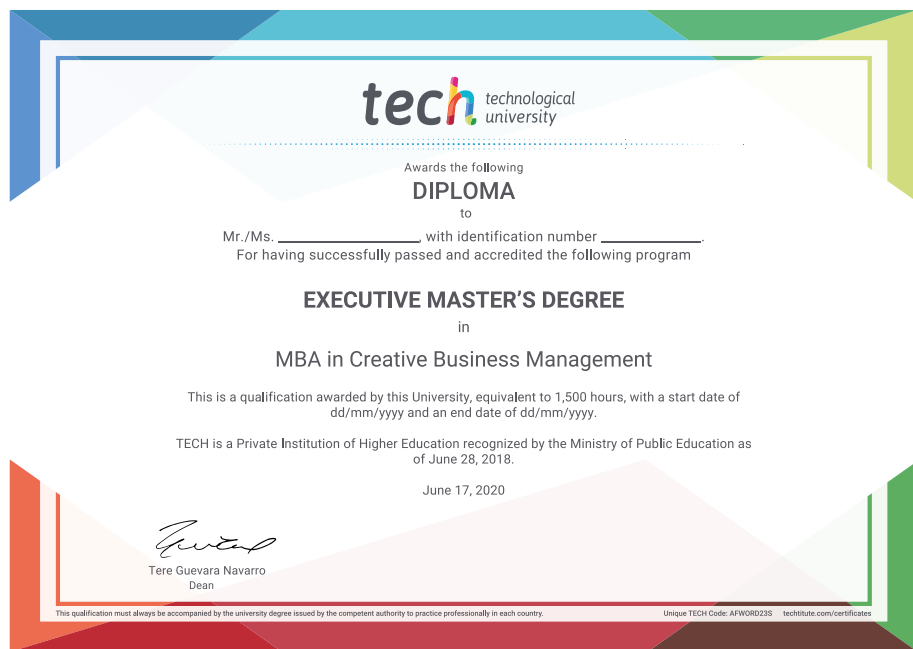 tech technological
university
Awards the following
DIPLOMA
to
Mr./Ms. ____________, with identification number ____________.
For having successfully passed and accredited the following program
EXECUTIVE MASTER'S DEGREE
in
MBA in Creative Business Management
This is a qualification awarded by this University, equivalent to 1,500 hours, with a start date of
dd/mm/yyyy and an end date of dd/mm/yyyy.
TECH is a Private Institution of Higher Education recognized by the Ministry of Public Education as
of June 28, 2018.
June 17, 2020
Tere Guevara Navarro
Dean
This qualification must always be accompanied by the university degree issued by the competent authority to practice professionally in each country. Unique TECH Code: AFWORD23S techtitute.com/certificates